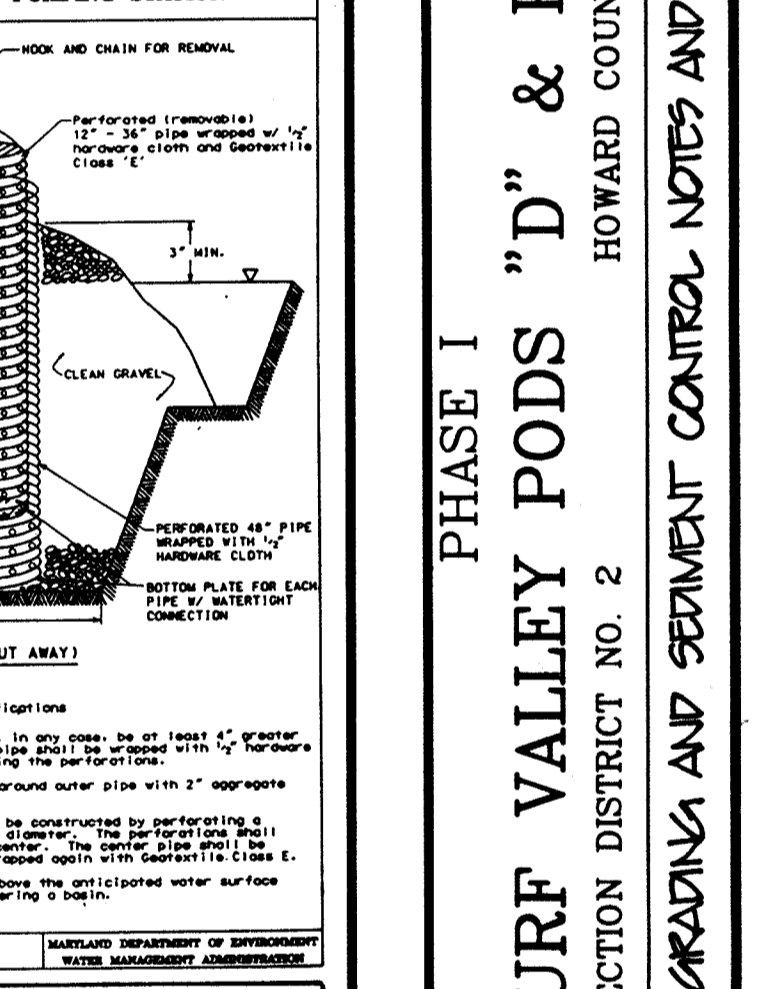 HOOK AND CHAIN FOR REMOVAL
Perforated (removable)
12" - 36" pipe wrapped w/ 1/2"
hardware cloth and Geotextile
Class 'E'
3" MIN.
CLEAN GRAVEL
PERFORATED 48" PIPE
WRAPPED WITH 1/2"
HARDWARE CLOTH
BOTTOM PLATE FOR EACH
PIPE W/ WATERTIGHT
CONNECTION
UT AWAY)
ications
. in any case, be at least 4" greater
pipe shall be wrapped with 1/2" hardware
ing the perforations.
around outer pipe with 2" aggregate
be constructed by perforating a
diameter. The perforations shall
center. The center pipe shall be
rapped again with Geotextile Class E.
bove the anticipated water surface
ering a basin.
MARYLAND DEPARTMENT OF ENVIRONMENT
WATER MANAGEMENT ADMINISTRATION
PHASE I
URF VALLEY PODS "D" &
CTION DISTRICT NO. 2 HOWARD COUN
GRADING AND SEDIMENT CONTROL NOTES AND